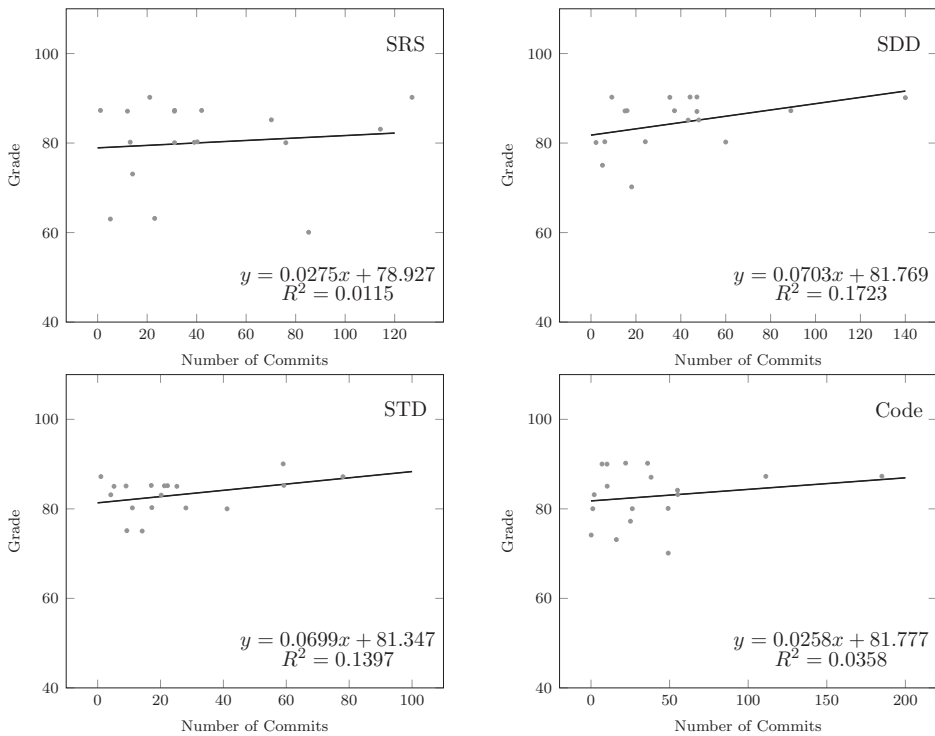 SRS
100
80
60
40
Grade
y = 0.0275x + 78.927
R² = 0.0115
0 20 40 60 80 100 120
Number of Commits
SDD
100
80
60
40
Grade
y = 0.0703x + 81.769
R² = 0.1723
0 20 40 60 80 100 120 140
Number of Commits
STD
100
80
60
40
Grade
y = 0.0699x + 81.347
R² = 0.1397
0 20 40 60 80 100
Number of Commits
Code
100
80
60
40
Grade
y = 0.0258x + 81.777
R² = 0.0358
0 50 100 150 200
Number of Commits